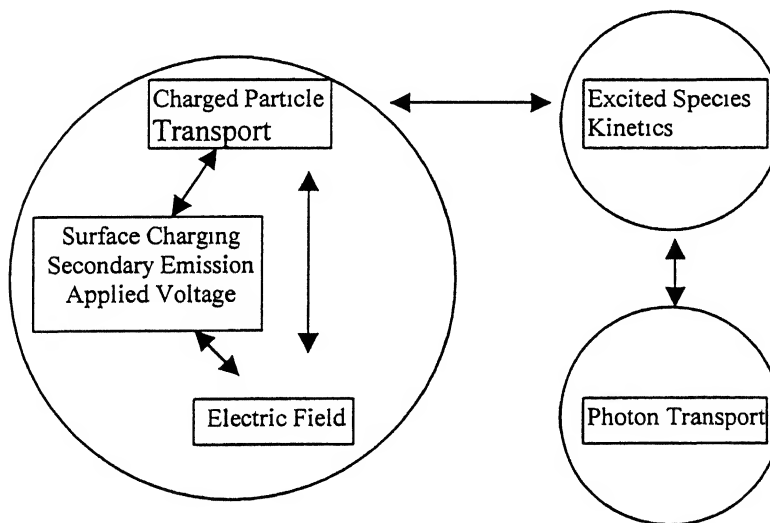 Charged Particle
Transport
Excited Species
Kinetics
Surface Charging
Secondary Emission
Applied Voltage
Electric Field
Photon Transport